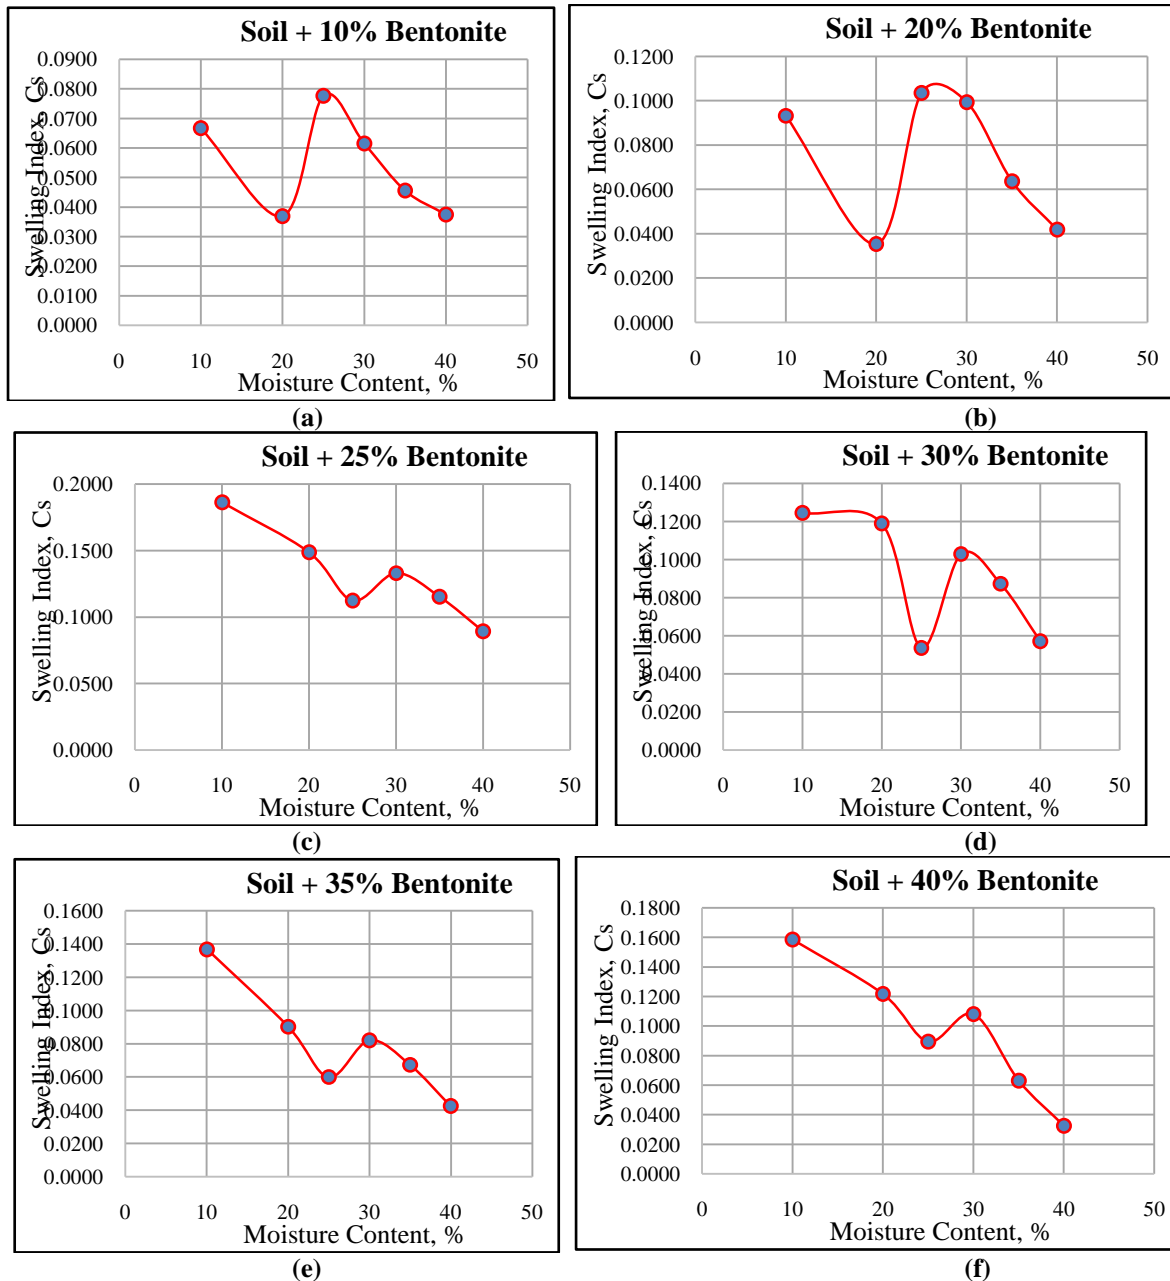 Soil + 10% Bentonite
Swelling Index, Cs
0.0900
0.0800
0.0700
0.0600
0.0500
0.0400
0.0300
0.0200
0.0100
0.0000
0 10 20 30 40 50
Moisture Content, %
(a)
Soil + 20% Bentonite
Swelling Index, Cs
0.1200
0.1000
0.0800
0.0600
0.0400
0.0200
0.0000
0 10 20 30 40 50
Moisture Content, %
(b)
Soil + 25% Bentonite
Swelling Index, Cs
0.2000
0.1500
0.1000
0.0500
0.0000
0 10 20 30 40 50
Moisture Content, %
(c)
Soil + 30% Bentonite
Swelling Index, Cs
0.1400
0.1200
0.1000
0.0800
0.0600
0.0400
0.0200
0.0000
0 10 20 30 40 50
Moisture Content, %
(d)
Soil + 35% Bentonite
Swelling Index, Cs
0.1600
0.1400
0.1200
0.1000
0.0800
0.0600
0.0400
0.0200
0.0000
0 10 20 30 40 50
Moisture Content, %
(e)
Soil + 40% Bentonite
Swelling Index, Cs
0.1800
0.1600
0.1400
0.1200
0.1000
0.0800
0.0600
0.0400
0.0200
0.0000
0 10 20 30 40 50
Moisture Content, %
(f)